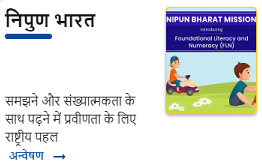 निपुण भारत
NIPUN BHARAT MISSION
Introducing
Foundational Literacy and
Numeracy (FLN)
समझने और संख्यात्मकता के
साथ पढ़ने में प्रवीणता के लिए
राष्ट्रीय पहल
अन्वेषण →